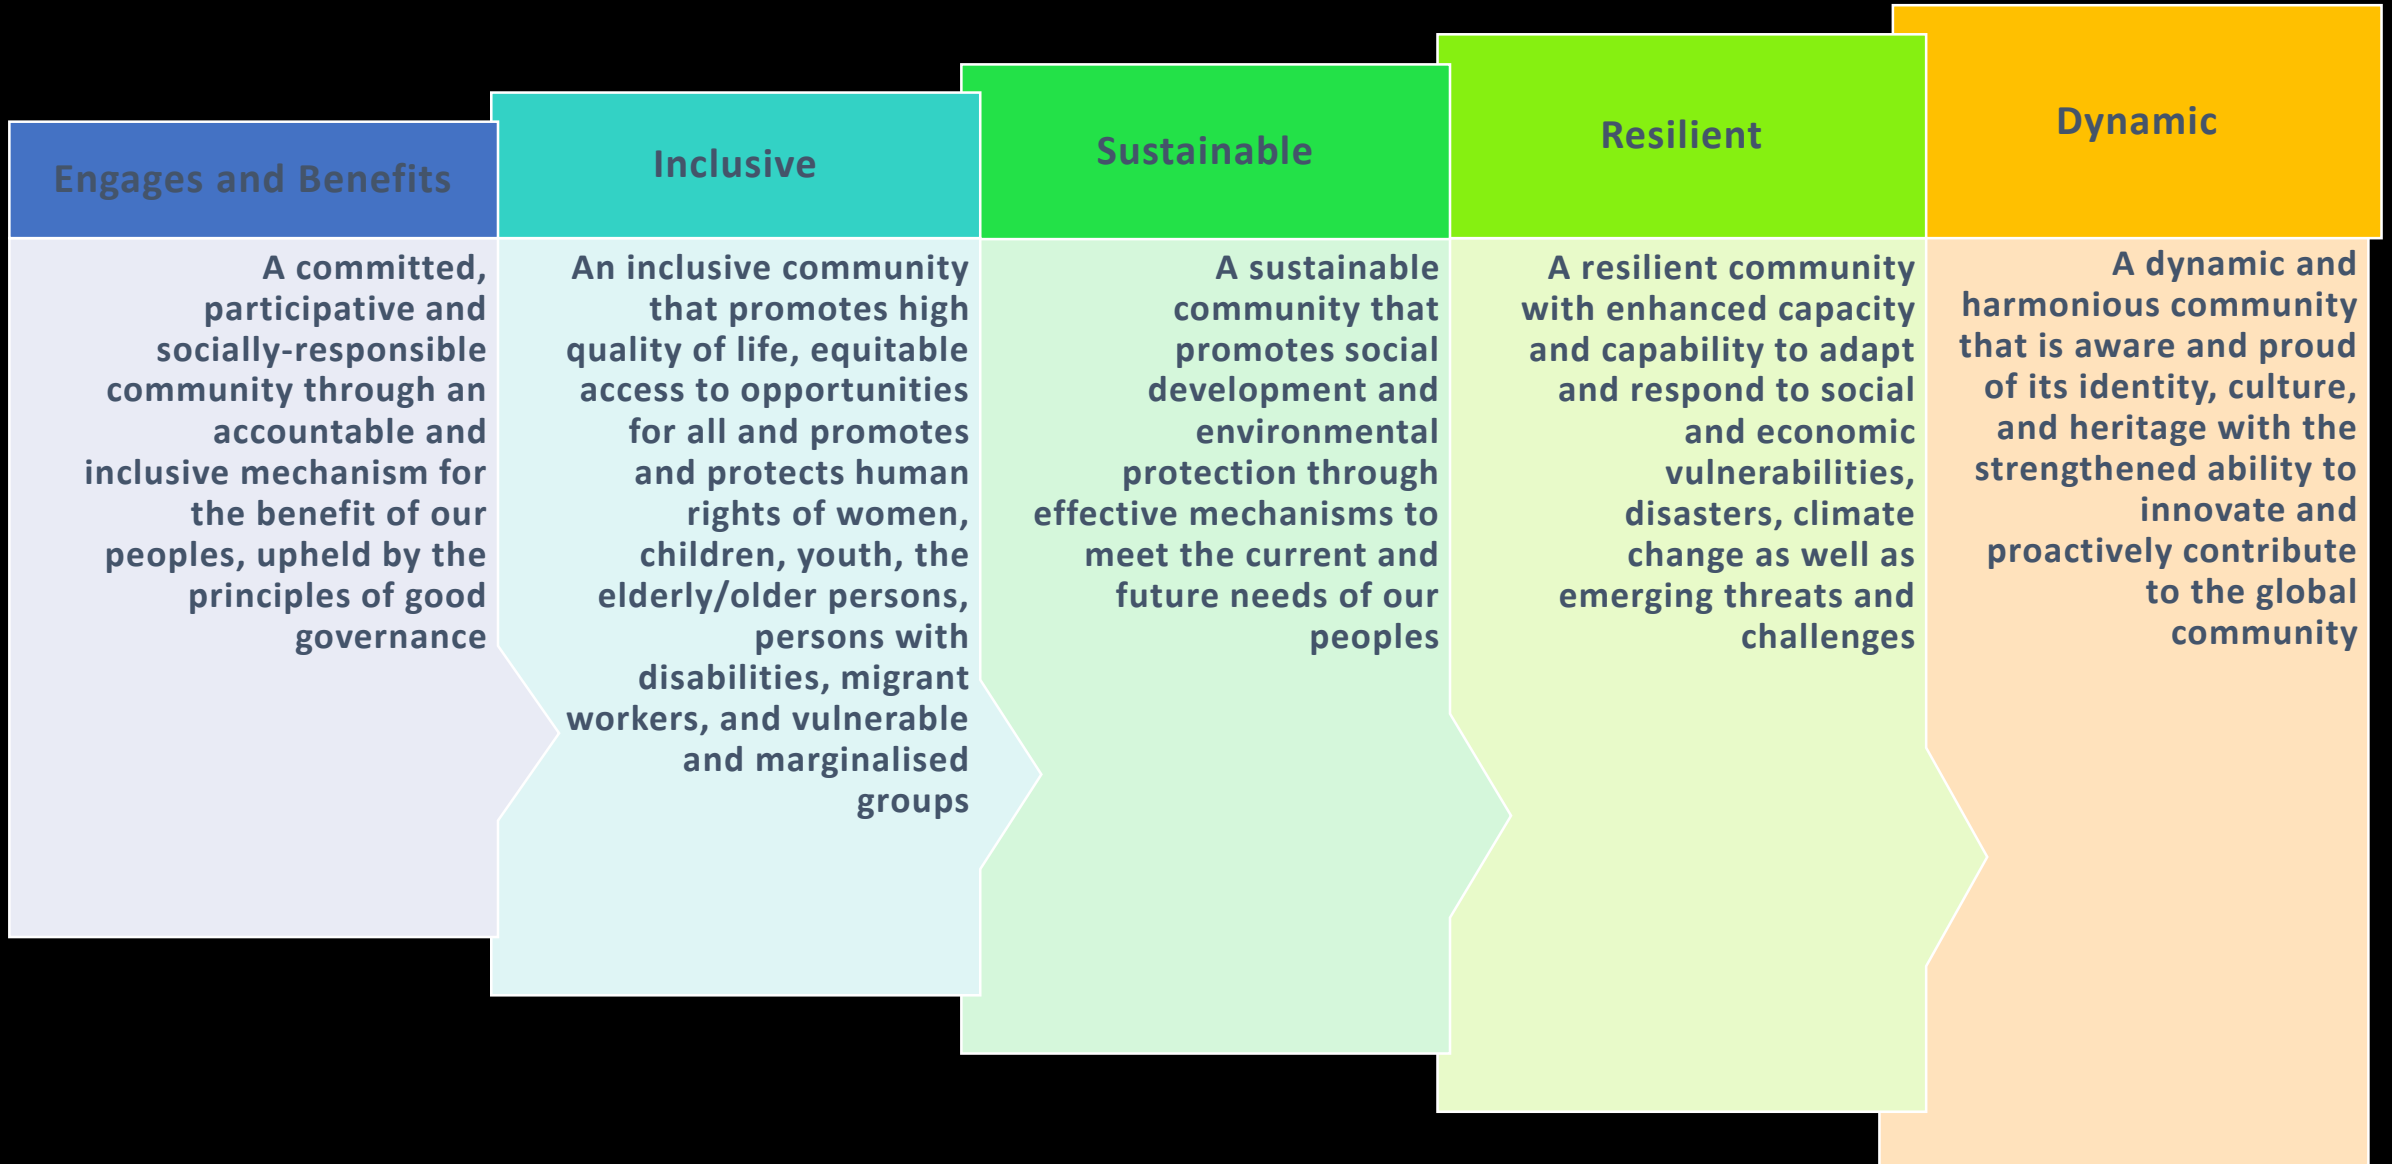 Engages and Benefits
A committed,
participative and
socially-responsible
community through an
accountable and
inclusive mechanism for
the benefit of our
peoples, upheld by the
principles of good
governance
Inclusive
An inclusive community
that promotes high
quality of life, equitable
access to opportunities
for all and promotes
and protects human
rights of women,
children, youth, the
elderly/older persons,
persons with
disabilities, migrant
workers, and vulnerable
and marginalised
groups
Sustainable
A sustainable
community that
promotes social
development and
environmental
protection through
effective mechanisms to
meet the current and
future needs of our
peoples
Resilient
A resilient community
with enhanced capacity
and capability to adapt
and respond to social
and economic
vulnerabilities,
disasters, climate
change as well as
emerging threats and
challenges
Dynamic
A dynamic and
harmonious community
that is aware and proud
of its identity, culture,
and heritage with the
strengthened ability to
innovate and
proactively contribute
to the global
community